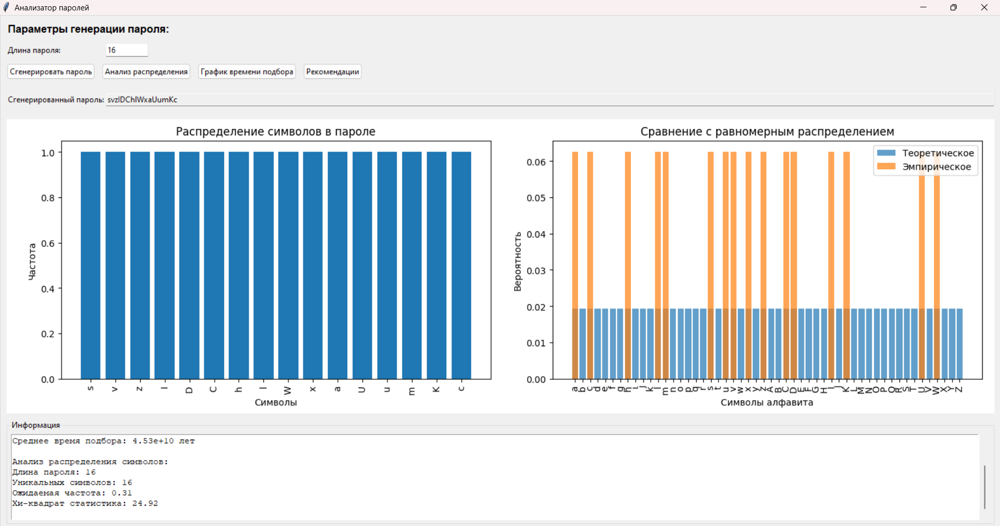 Анализатор паролей
Параметры генерации пароля:
Длина пароля: 16
Сгенерировать пароль Анализ распределения График времени подбора Рекомендации
Сгенерированный пароль: svzlDChIWxaUumKc
Распределение символов в пароле
Частота
1.0
0.8
0.6
0.4
0.2
0.0
s v z l D C h I W x a U u m K c
Символы
Сравнение с равномерным распределением
Теоретическое
Эмпирическое
Вероятность
0.06
0.05
0.04
0.03
0.02
0.01
0.00
a b c d e f g h i j k l m n o p q r s t u v w x y z A B C D E F G H I J K L M N O P Q R S T U V W X Y Z
Символы алфавита
Информация
Среднее время подбора: 4.53e+10 лет
Анализ распределения символов:
Длина пароля: 16
Уникальных символов: 16
Ожидаемая частота: 0.31
Хи-квадрат статистика: 24.92